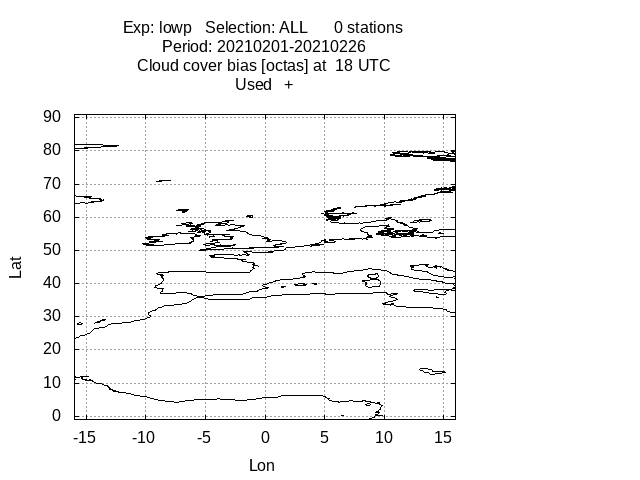 Exp: lowp   Selection: ALL      0 stations
Period: 20210201-20210226
Cloud cover bias [octas] at  18 UTC
Used   +
90
80
70
60
50
40
30
20
10
0
Lat
-15 -10 -5 0 5 10 15
Lon